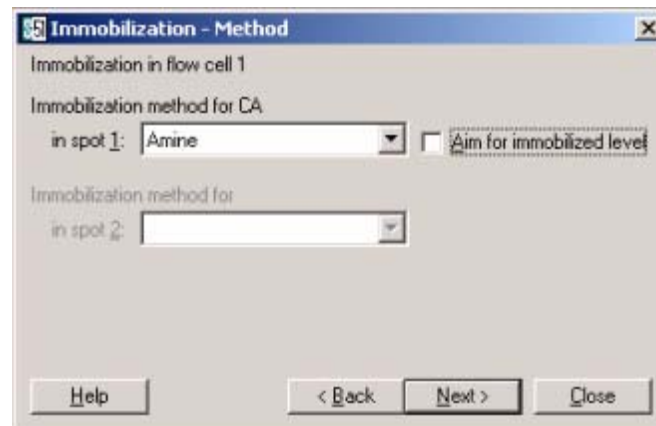 S51 Immobilization - Method
Immobilization in flow cell 1
Immobilization method for CA
in spot 1: Amine Aim for immobilized level
Immobilization method for
in spot 2:
Help < Back Next > Close